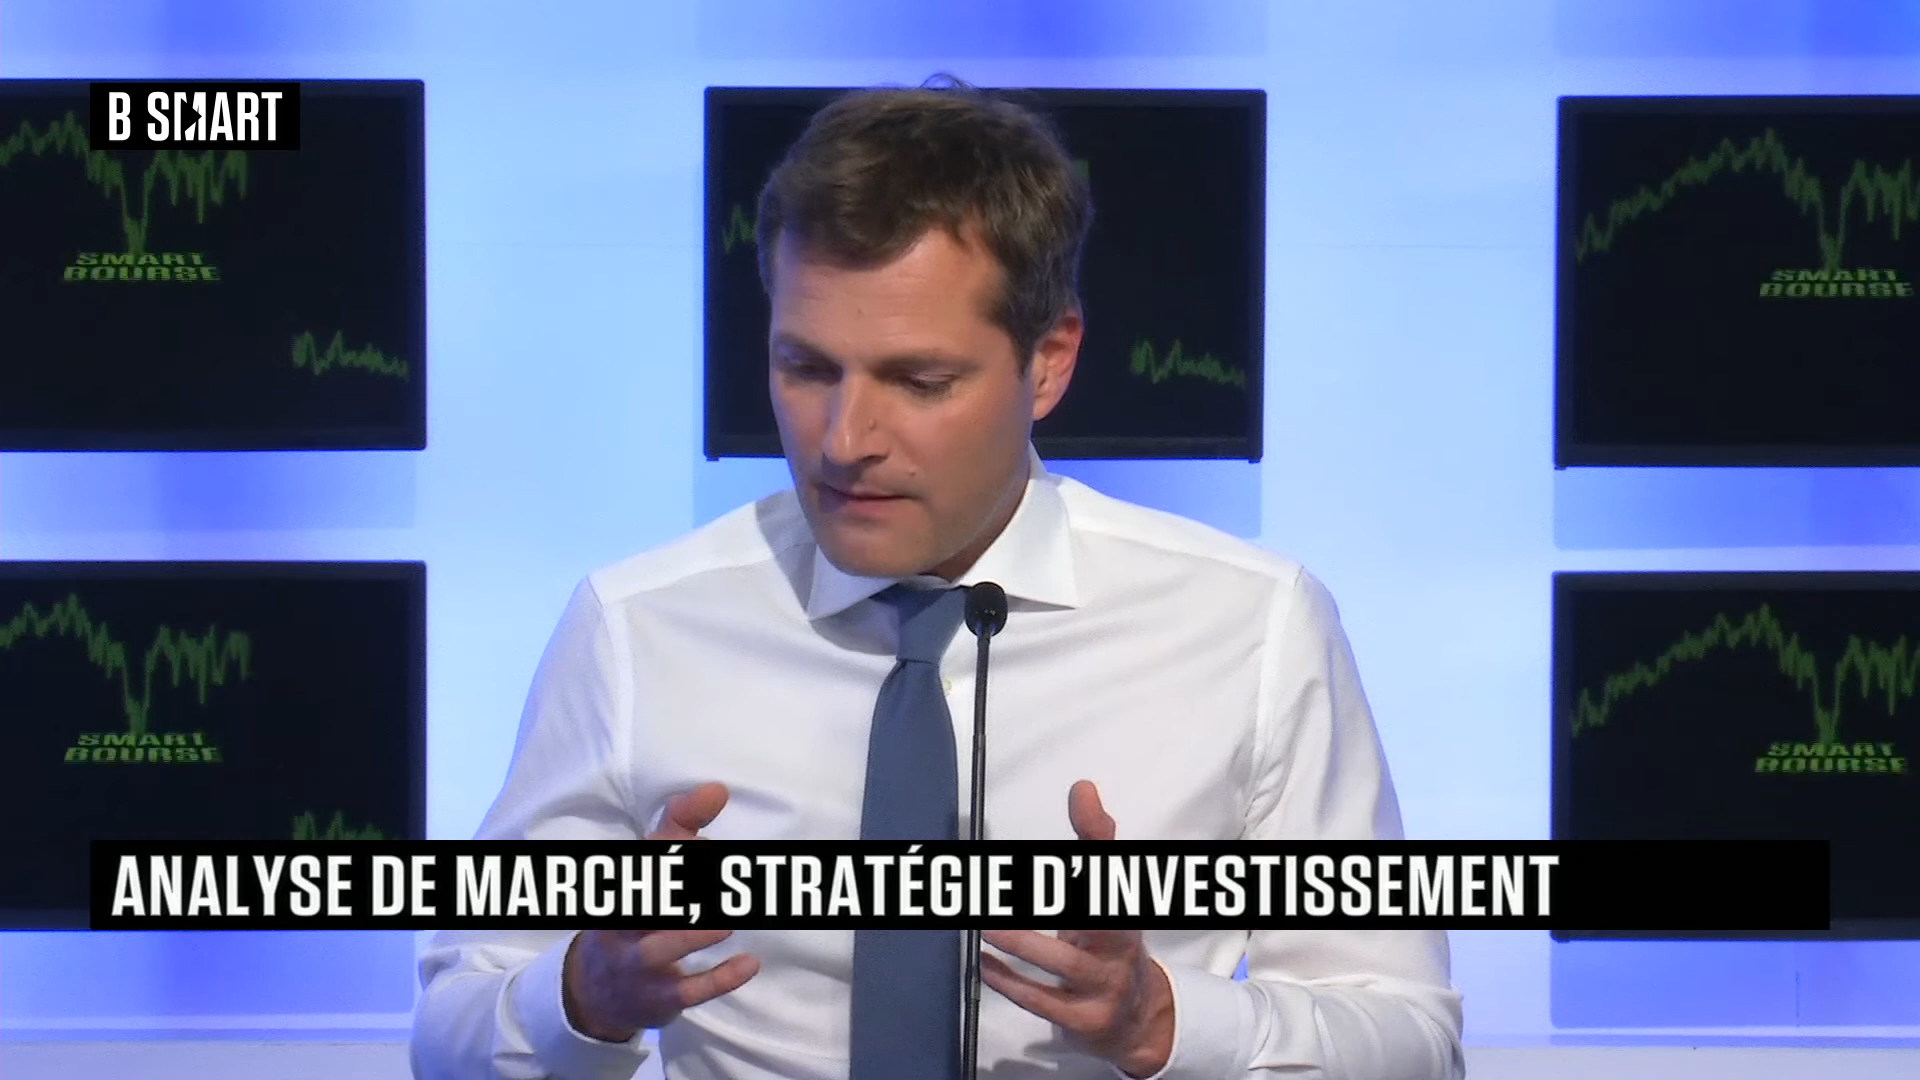 B SMART
SMART
BOURSE
SMART
BOURSE
SMART
BOURSE
SMART
BOURSE
ANALYSE DE MARCHÉ, STRATÉGIE D’INVESTISSEMENT